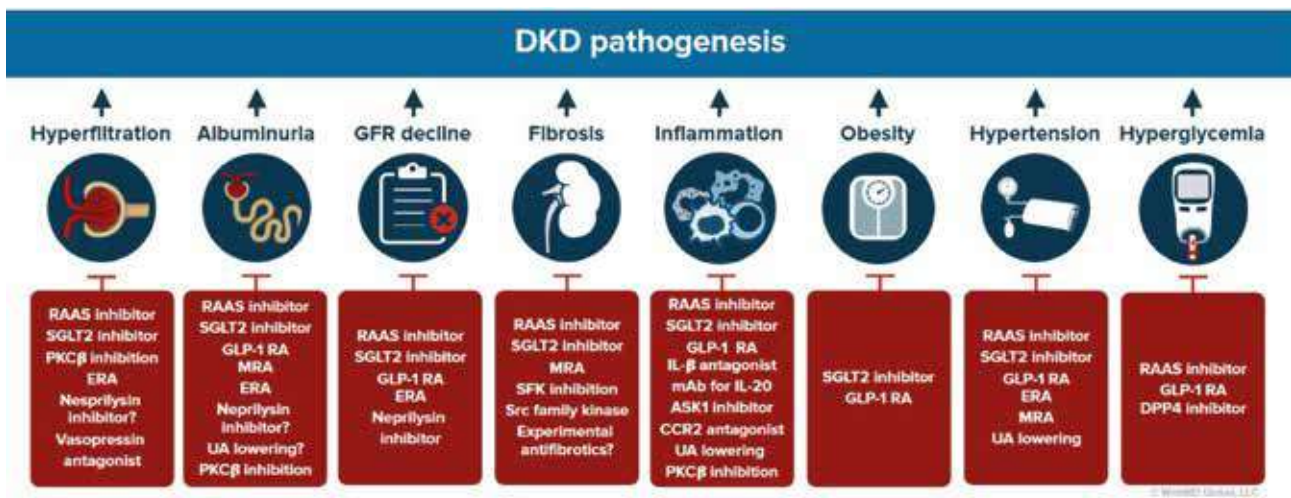 DKD pathogenesis
Hyperfiltration
Albuminuria
GFR decline
Fibrosis
Inflammation
Obesity
Hypertension
Hyperglycemia
RAAS inhibitor
SGLT2 inhibitor
PKCβ inhibition
ERA
Nesprilysin
inhibitor?
Vasopressin
antagonist
RAAS inhibitor
SGLT2 inhibitor
GLP-1 RA
MRA
ERA
Neprilysin
inhibitor?
UA lowering?
PKCβ inhibition
RAAS inhibitor
SGLT2 inhibitor
GLP-1 RA
ERA
Neprilysin
inhibitor
RAAS inhibitor
SGLT2 inhibitor
MRA
SFK inhibition
Src family kinase
Experimental
antifibrotics?
RAAS inhibitor
SGLT2 inhibitor
GLP-1 RA
IL-β antagonist
mAb for IL-20
ASK1 inhibitor
CCR2 antagonist
UA lowering
PKCβ inhibition
SGLT2 inhibitor
GLP-1 RA
RAAS inhibitor
SGLT2 inhibitor
GLP-1 RA
ERA
MRA
UA lowering
RAAS inhibitor
GLP-1 RA
DPP4 inhibitor
© WebMD Global, LLC